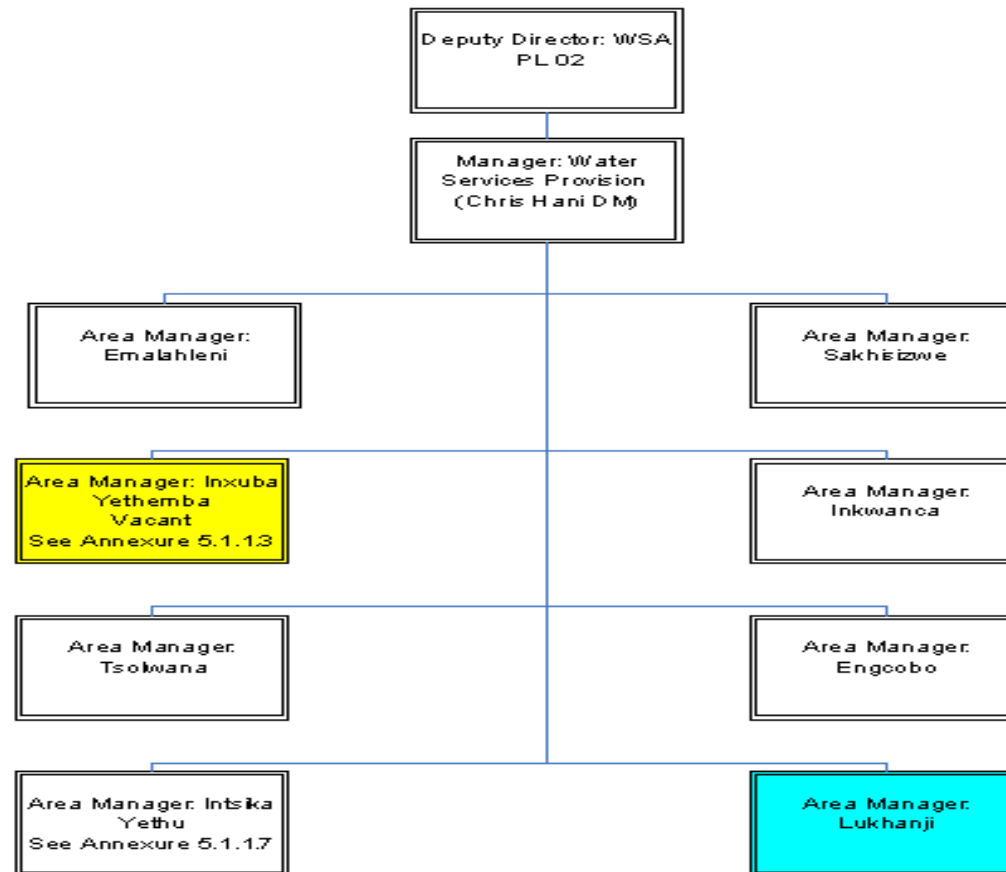 Deputy Director: WSA
PL 02
Manager: Water
Services Provision
(Chris Hani DM)
Area Manager:
Emalahleni
Area Manager:
Sakhisizwe
Area Manager: Inxuba
Yethemba
Vacant
See Annexure 5.1.1.3
Area Manager:
Inkwanca
Area Manager:
Tsolwana
Area Manager:
Engcobo
Area Manager: Intsika
Yethu
See Annexure 5.1.1.7
Area Manager:
Lukhanji